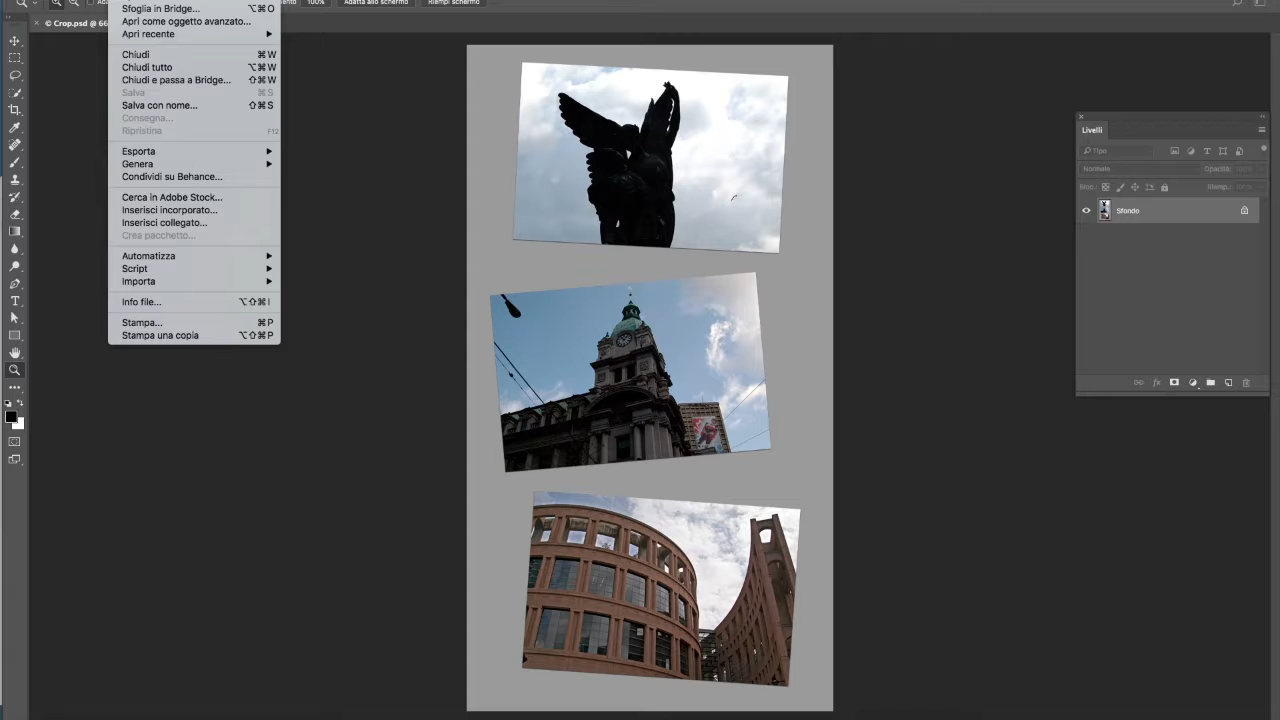 Sfoglia in Bridge... ⌥⌘O
100%
Adatta allo schermo
Riempi schermo
© Crop.psd @ 66
Apri come oggetto avanzato...
Apri recente
Chiudi ⌘W
Chiudi tutto ⌥⌘W
Chiudi e passa a Bridge... ⇧⌘W
Salva ⌘S
Salva con nome... ⇧⌘S
Consegna...
Ripristina F12
Esporta
Genera
Condividi su Behance...
Cerca in Adobe Stock...
Inserisci incorporato...
Inserisci collegato...
Crea pacchetto...
Automatizza
Script
Importa
Info file... ⌥⇧⌘I
Stampa... ⌘P
Stampa una copia ⌥⇧⌘P
Livelli
Tipo
Normale Opacità: 100%
Bloc.: Riemp.: 100%
Sfondo